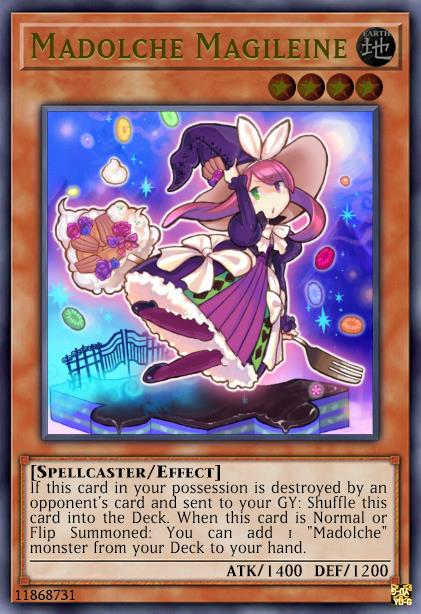 Madolche Magileine
EARTH
地
[Spellcaster/Effect]
If this card in your possession is destroyed by an
opponent's card and sent to your GY: Shuffle this
card into the Deck. When this card is Normal or
Flip Summoned: You can add 1 "Madolche"
monster from your Deck to your hand.
ATK/1400 DEF/1200
11868731